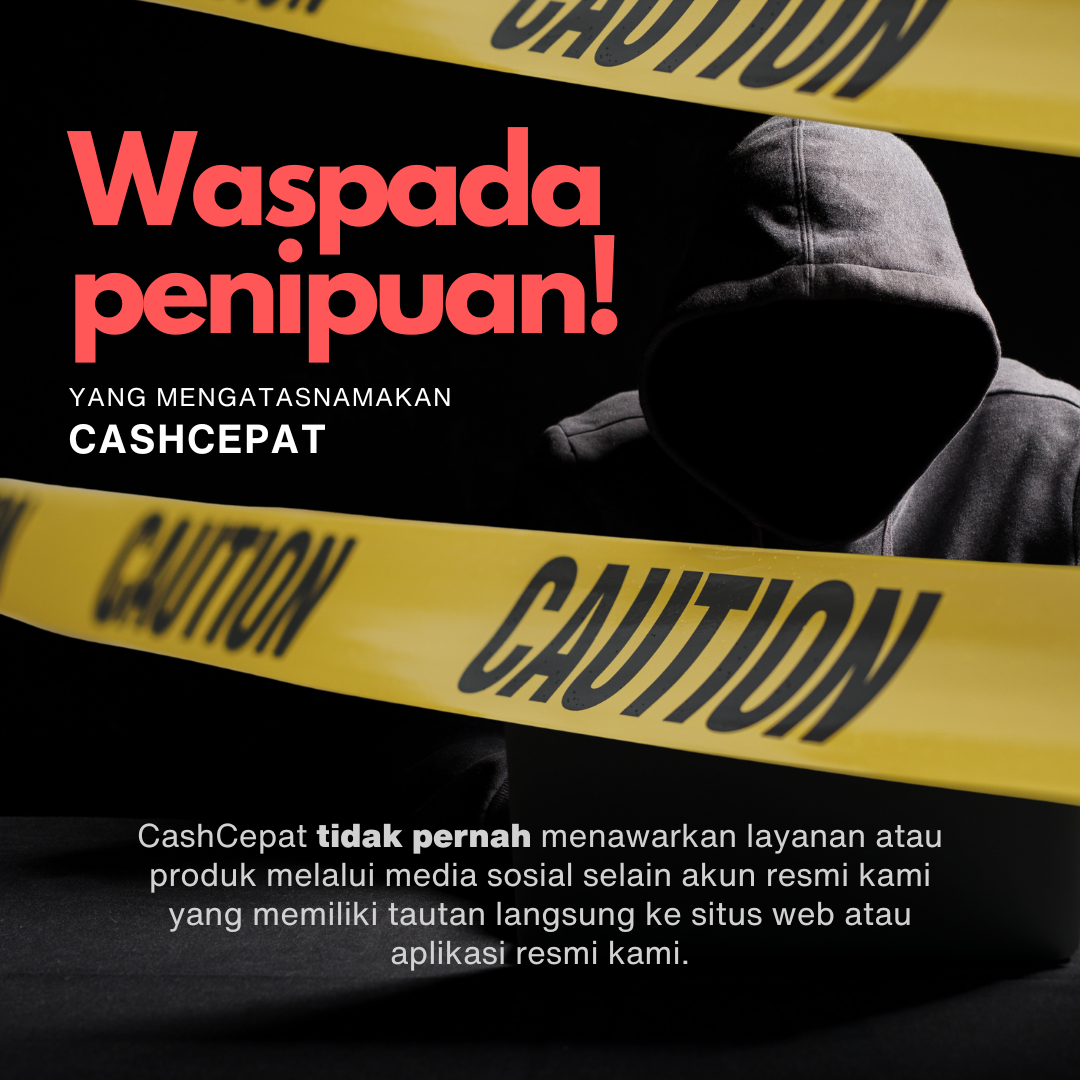 CAUTION
CAUTION
Waspada
penipuan!
YANG MENGATASNAMAKAN
CASHCEPAT
CAUTION
CAUTION
CashCepat tidak pernah menawarkan layanan atau
produk melalui media sosial selain akun resmi kami
yang memiliki tautan langsung ke situs web atau
aplikasi resmi kami.